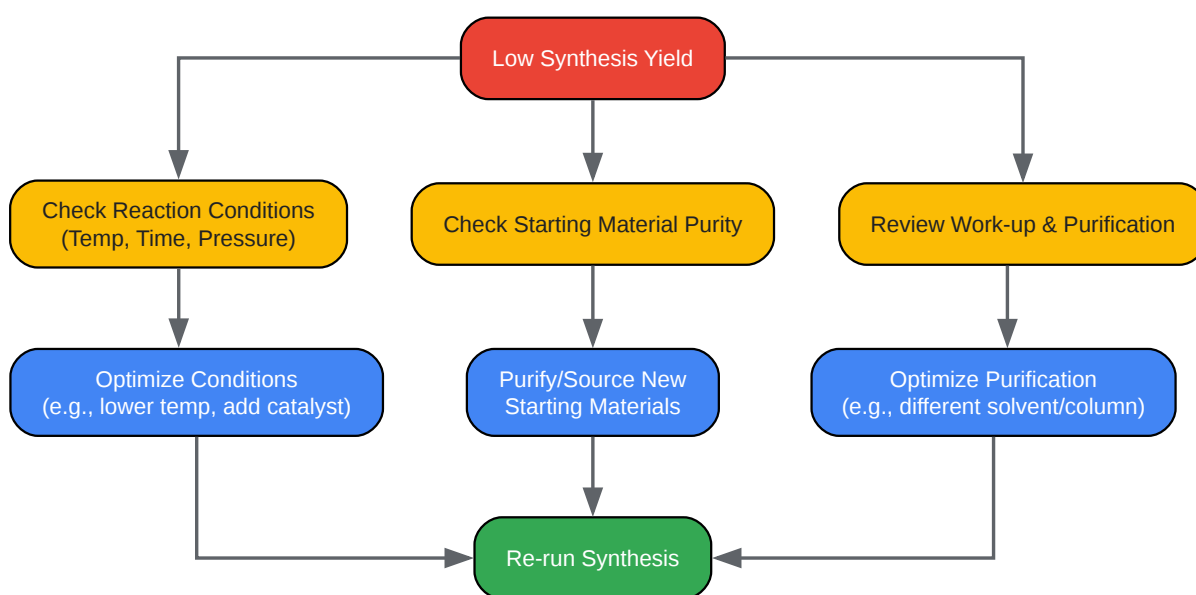 Low Synthesis Yield
Check Reaction Conditions
(Temp, Time, Pressure)
Check Starting Material Purity
Review Work-up & Purification
Optimize Conditions
(e.g., lower temp, add catalyst)
Purify/Source New
Starting Materials
Optimize Purification
(e.g., different solvent/column)
Re-run Synthesis